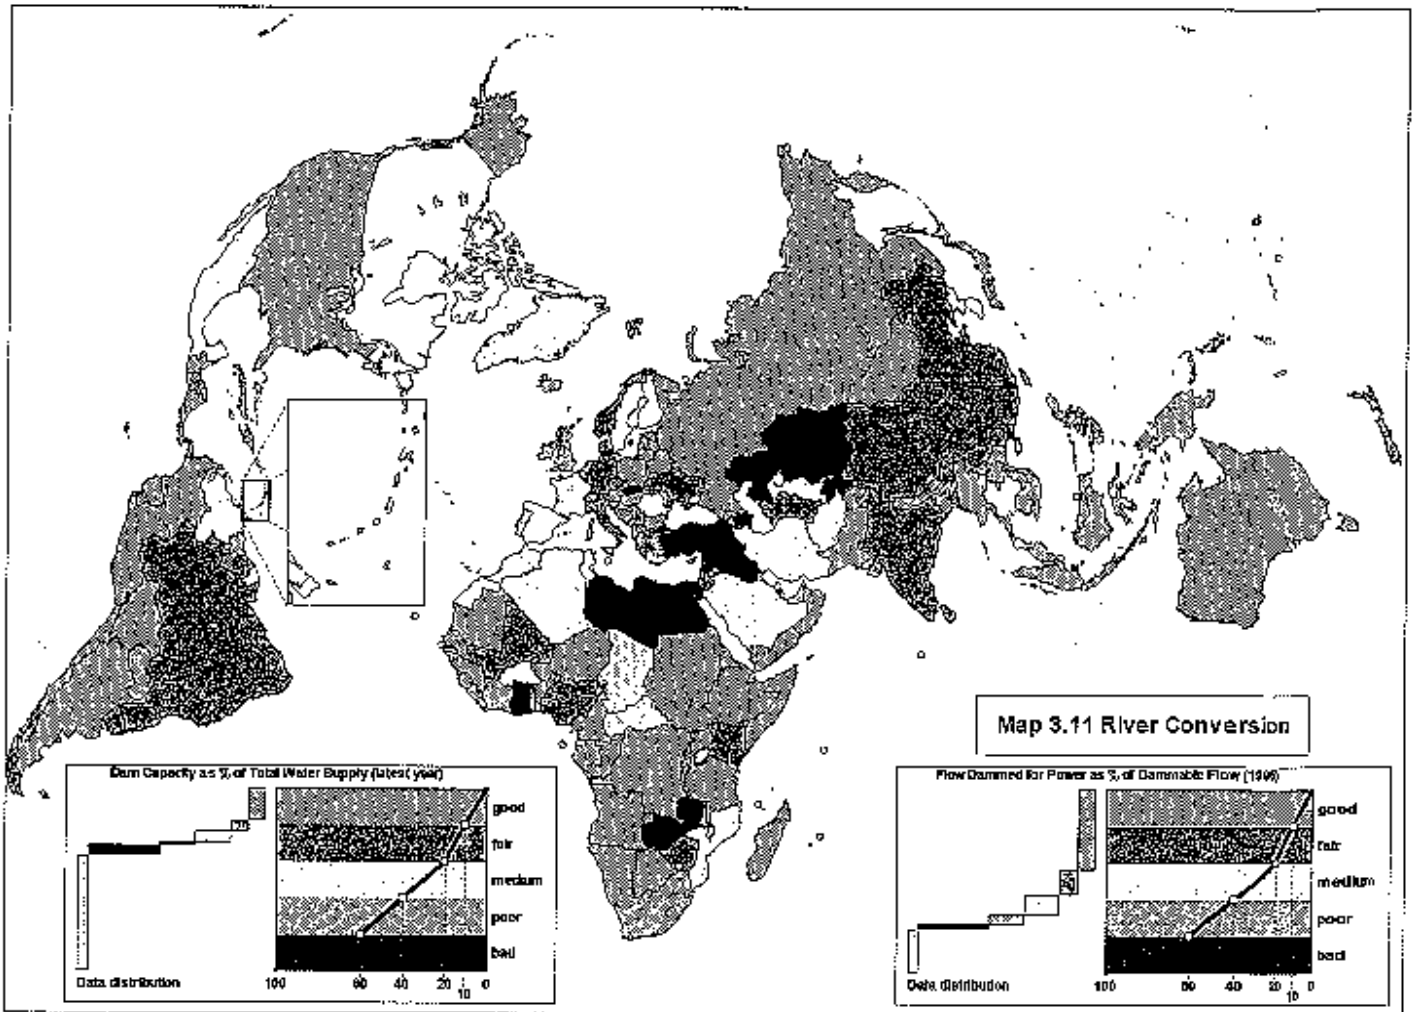 Map 3.11 River Conversion
Dam Capacity as % of Total Water Supply (latest year)
good
fair
medium
poor
bad
Data distribution
100
60
40
20
10
0
Flow Dammed for Power as % of Dammable Flow (1996)
good
fair
medium
poor
bad
Data distribution
100
60
40
20
10
0